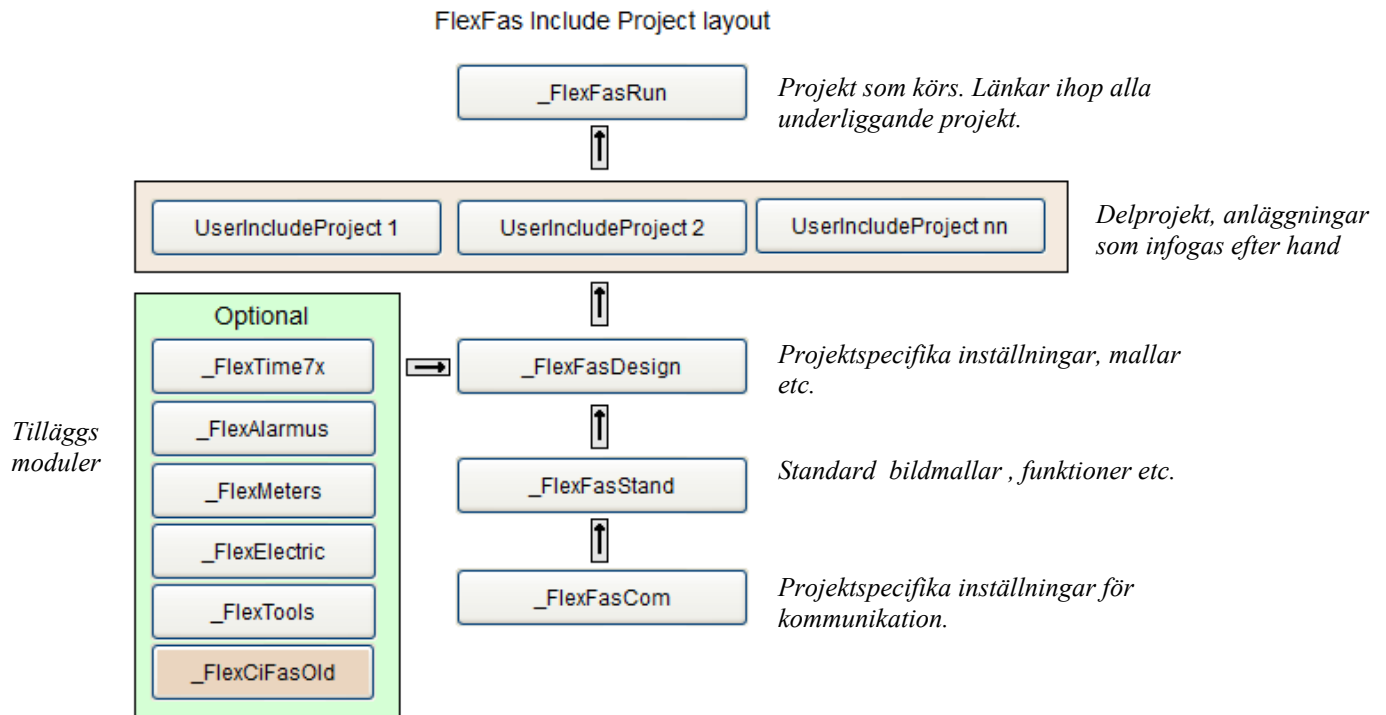 FlexFas Include Project layout
_FlexFasRun
Projekt som körs. Länkar ihop alla
underliggande projekt.
UserIncludeProject 1
UserIncludeProject 2
UserIncludeProject nn
Delprojekt, anläggningar
som infogas efter hand
Optional
_FlexTime7x
_FlexAlarmus
_FlexMeters
_FlexElectric
_FlexTools
_FlexCiFasOld
Tilläggs
moduler
_FlexFasDesign
Projektspecifika inställningar, mallar
etc.
_FlexFasStand
Standard bildmallar , funktioner etc.
_FlexFasCom
Projektspecifika inställningar för
kommunikation.